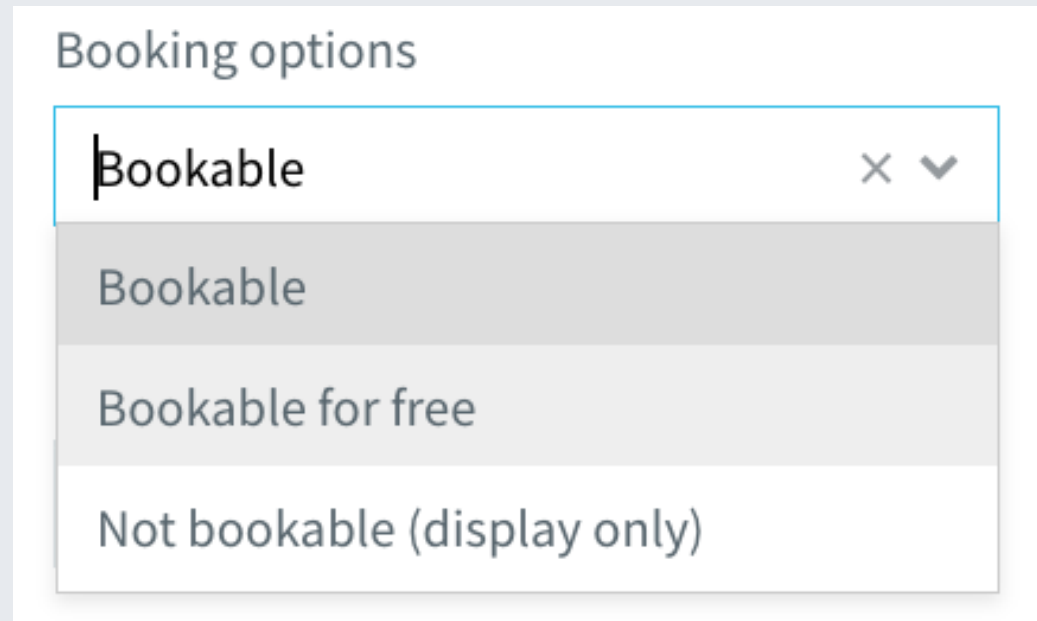 Booking options
Bookable
Bookable
Bookable for free
Not bookable (display only)